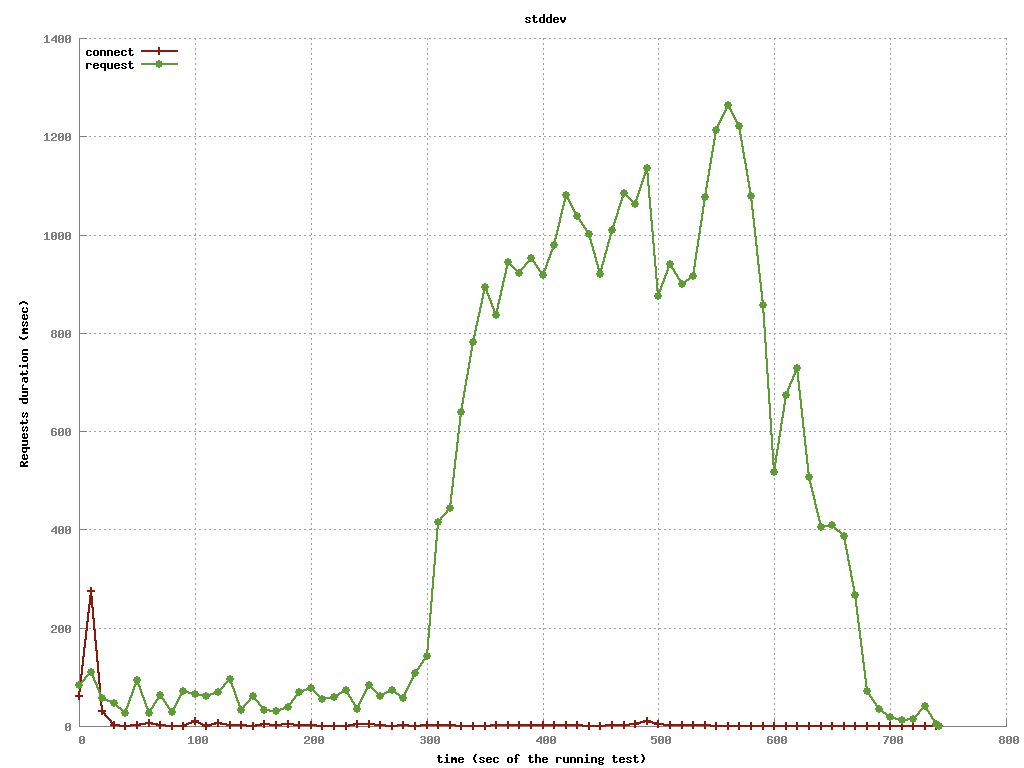 stddev
connect
request
Requests duration (msec)
1400
1200
1000
800
600
400
200
0
0 100 200 300 400 500 600 700 800
time (sec of the running test)